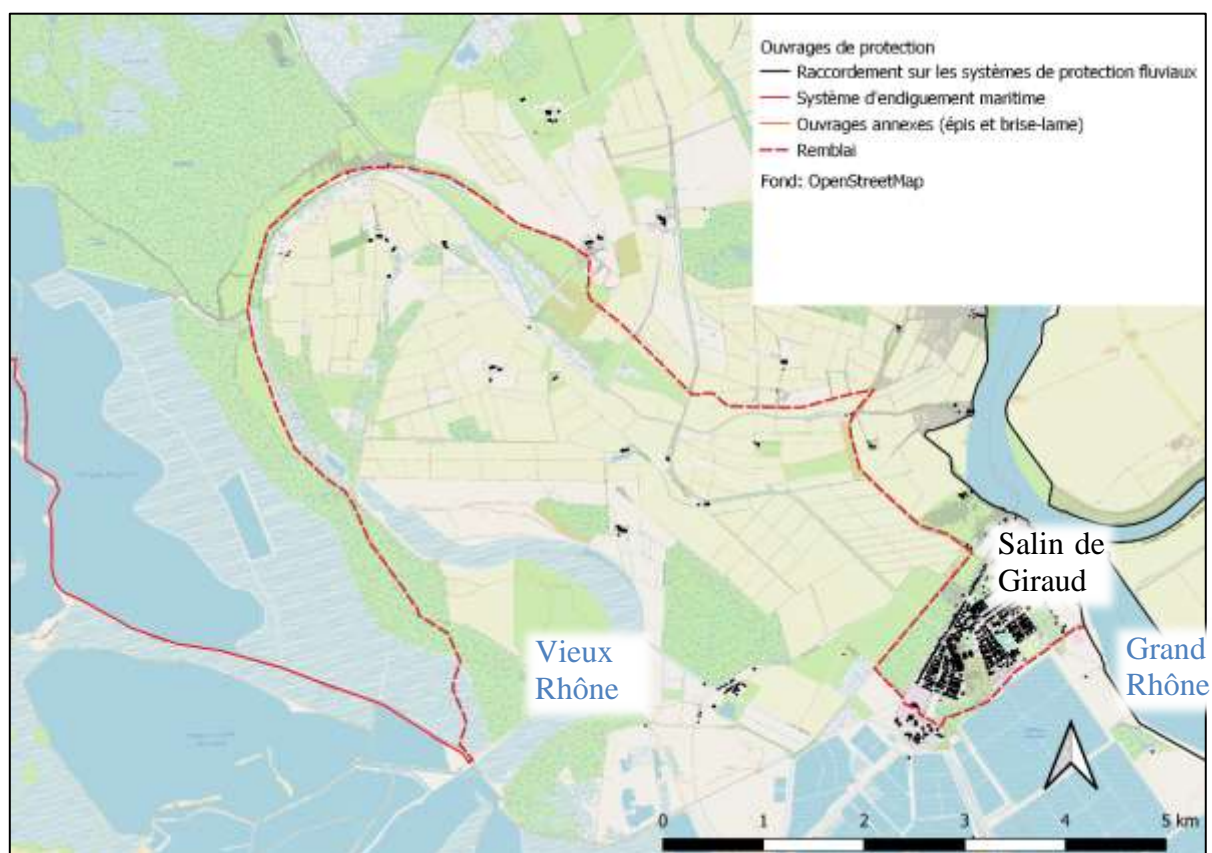 Ouvrages de protection
Raccordement sur les systèmes de protection fluviaux
Système d'endiguement maritime
Ouvrages annexes (épis et brise-lame)
Remblai
Fond: OpenStreetMap
Salin de
Giraud
Vieux
Rhône
Grand
Rhône
0 1 2 3 4 5 km